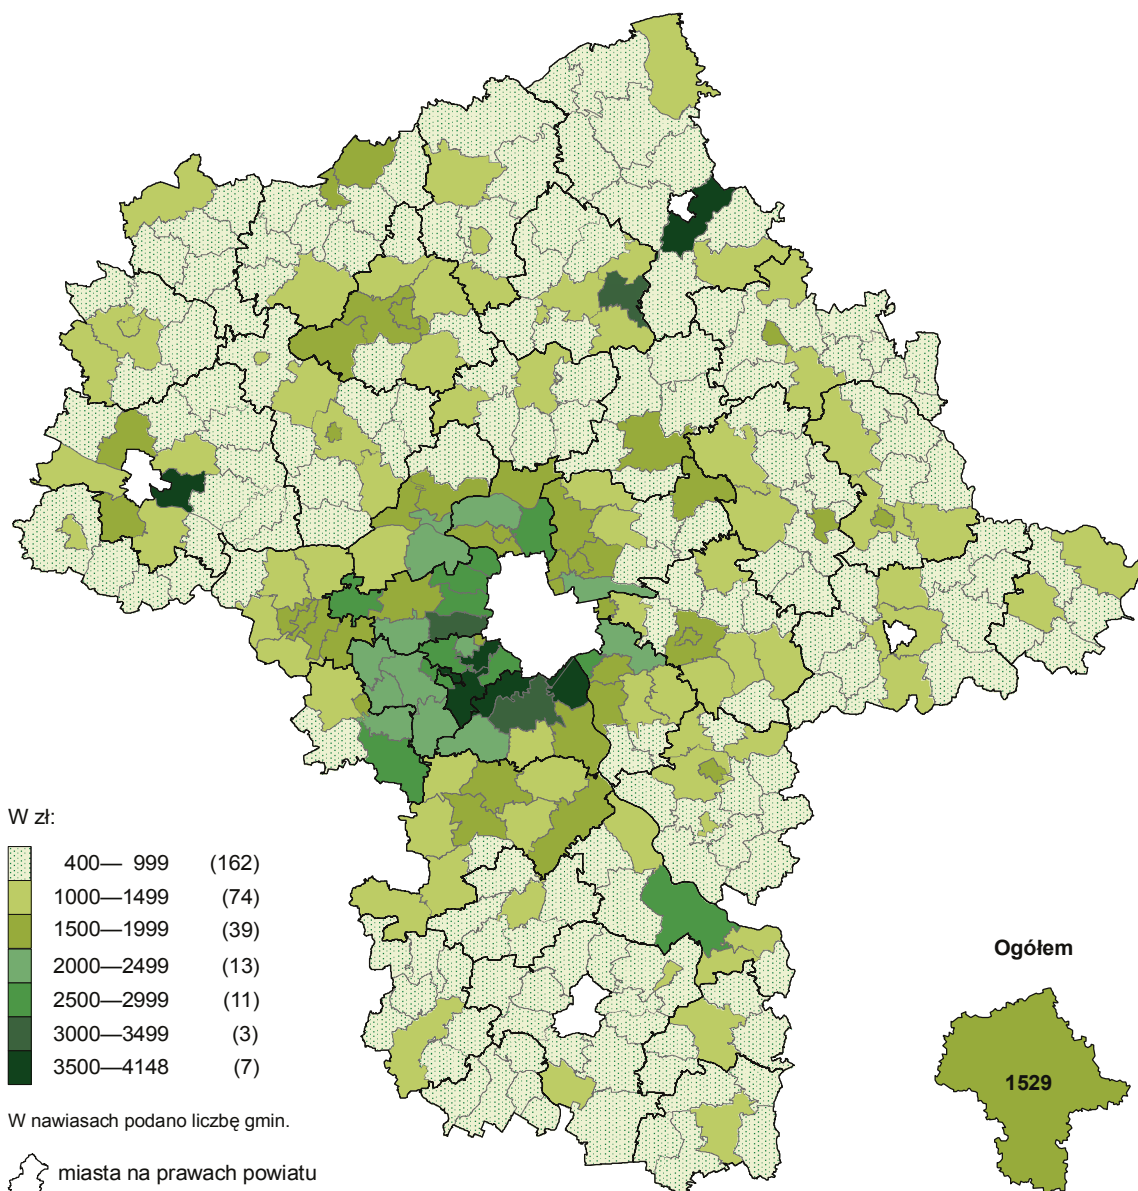 W zł:
400— 999 (162)
1000—1499 (74)
1500—1999 (39)
2000—2499 (13)
2500—2999 (11)
3000—3499 (3)
3500—4148 (7)
W nawiasach podano liczbę gmin.
miasta na prawach powiatu
Ogółem
1529